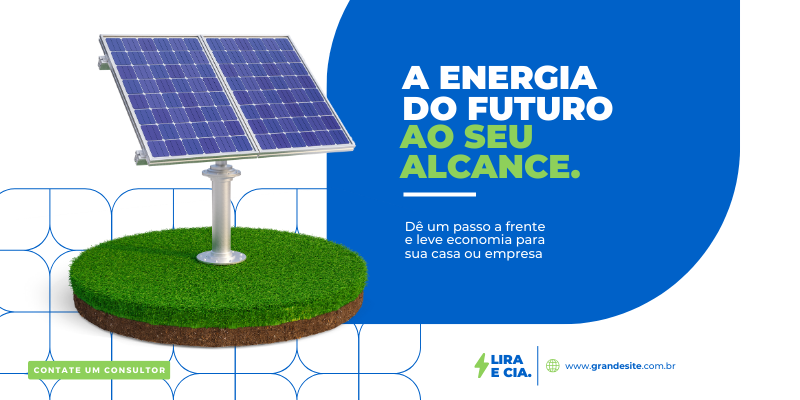 A ENERGIA
DO FUTURO
AO SEU
ALCANCE.
Dê um passo a frente
e leve economia para
sua casa ou empresa
CONTATE UM CONSULTOR
LIRA
E CIA.
www.grandesite.com.br